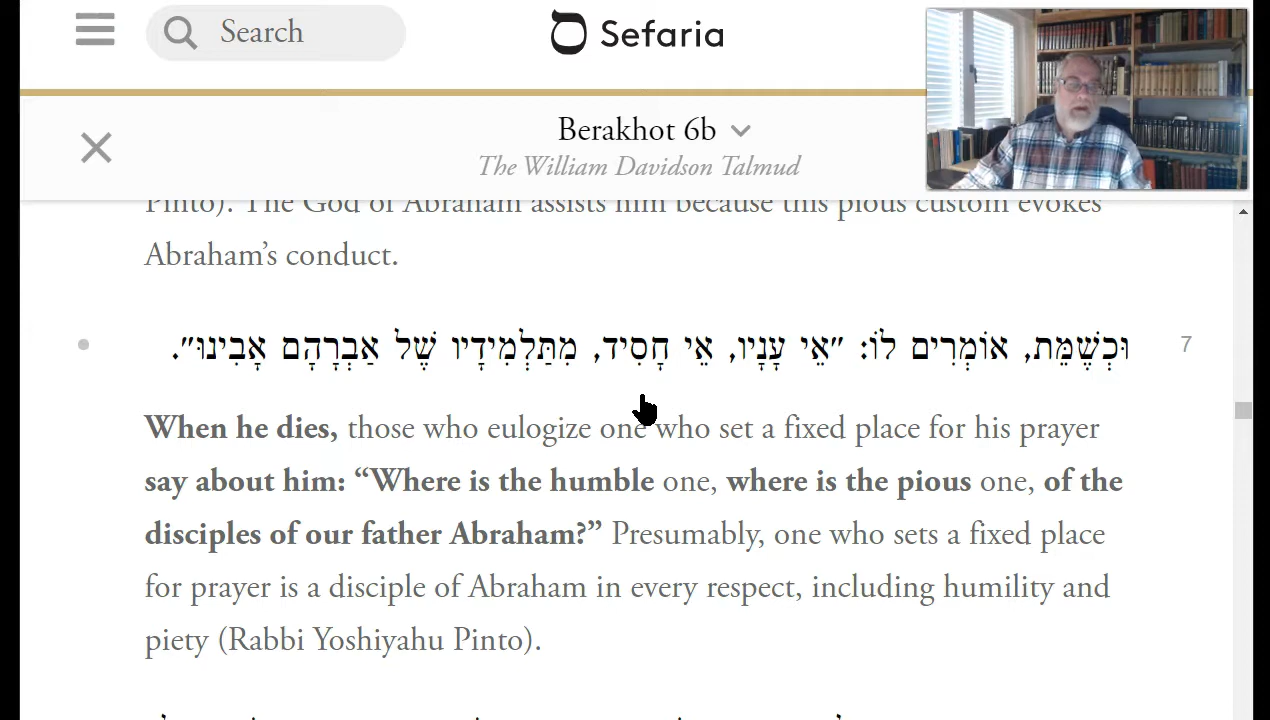 Search
Sefaria
Berakhot 6b
The William Davidson Talmud
Pinto). The God of Abraham assists him because this pious custom evokes
Abraham’s conduct.
וּכְשֶׁמֵּת, אוֹמְרִים לוֹ: ״אֵי עָנָיו, אֵי חָסִיד, מִתַּלְמִידָיו שֶׁל אַבְרָהָם אָבִינוּ״.
7
When he dies, those who eulogize one who set a fixed place for his prayer
say about him: “Where is the humble one, where is the pious one, of the
disciples of our father Abraham?” Presumably, one who sets a fixed place
for prayer is a disciple of Abraham in every respect, including humility and
piety (Rabbi Yoshiyahu Pinto).